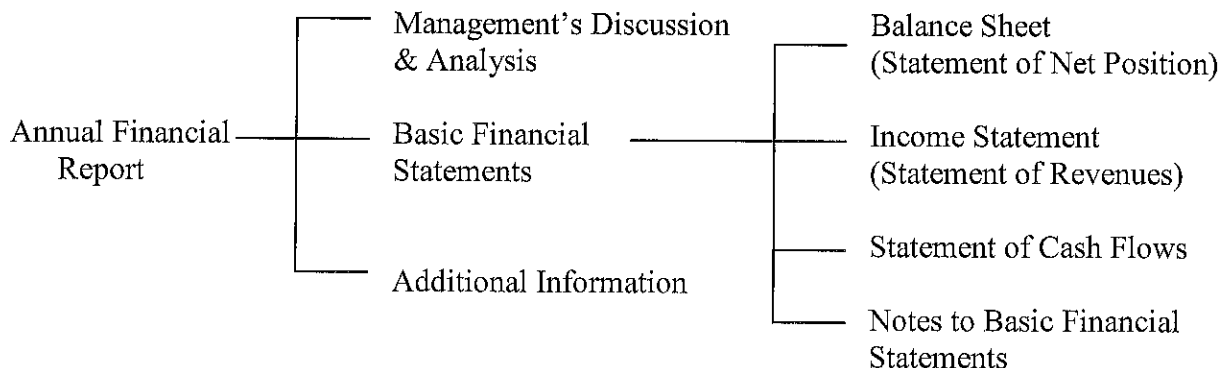 Annual Financial
Report
Management’s Discussion
& Analysis
Basic Financial
Statements
Additional Information
Balance Sheet
(Statement of Net Position)
Income Statement
(Statement of Revenues)
Statement of Cash Flows
Notes to Basic Financial
Statements